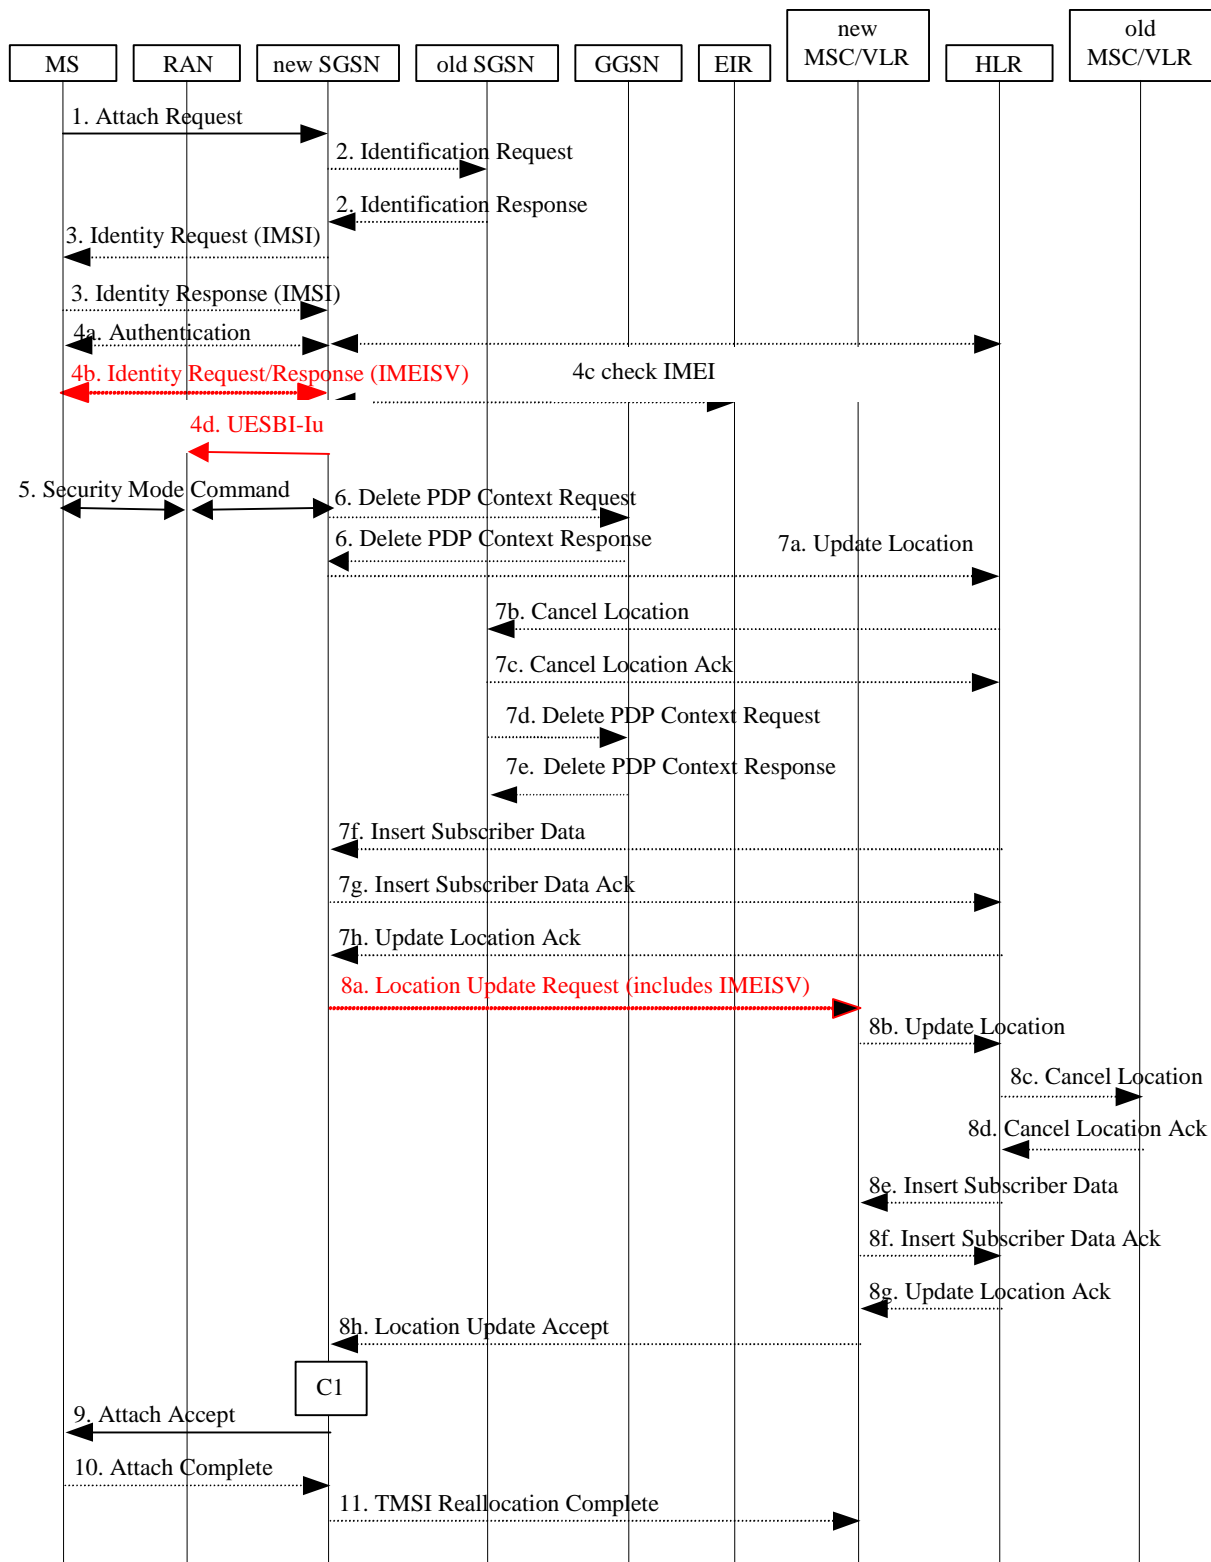 new
MSC/VLR
old
MSC/VLR
MS
RAN
new SGSN
old SGSN
GGSN
EIR
HLR
1. Attach Request
2. Identification Request
2. Identification Response
3. Identity Request (IMSI)
3. Identity Response (IMSI)
4a. Authentication
4b. Identity Request/Response (IMEISV)
4c check IMEI
4d. UESBI-Iu
5. Security Mode Command
6. Delete PDP Context Request
6. Delete PDP Context Response
7a. Update Location
7b. Cancel Location
7c. Cancel Location Ack
7d. Delete PDP Context Request
7e. Delete PDP Context Response
7f. Insert Subscriber Data
7g. Insert Subscriber Data Ack
7h. Update Location Ack
8a. Location Update Request (includes IMEISV)
8b. Update Location
8c. Cancel Location
8d. Cancel Location Ack
8e. Insert Subscriber Data
8f. Insert Subscriber Data Ack
8g. Update Location Ack
8h. Location Update Accept
C1
9. Attach Accept
10. Attach Complete
11. TMSI Reallocation Complete